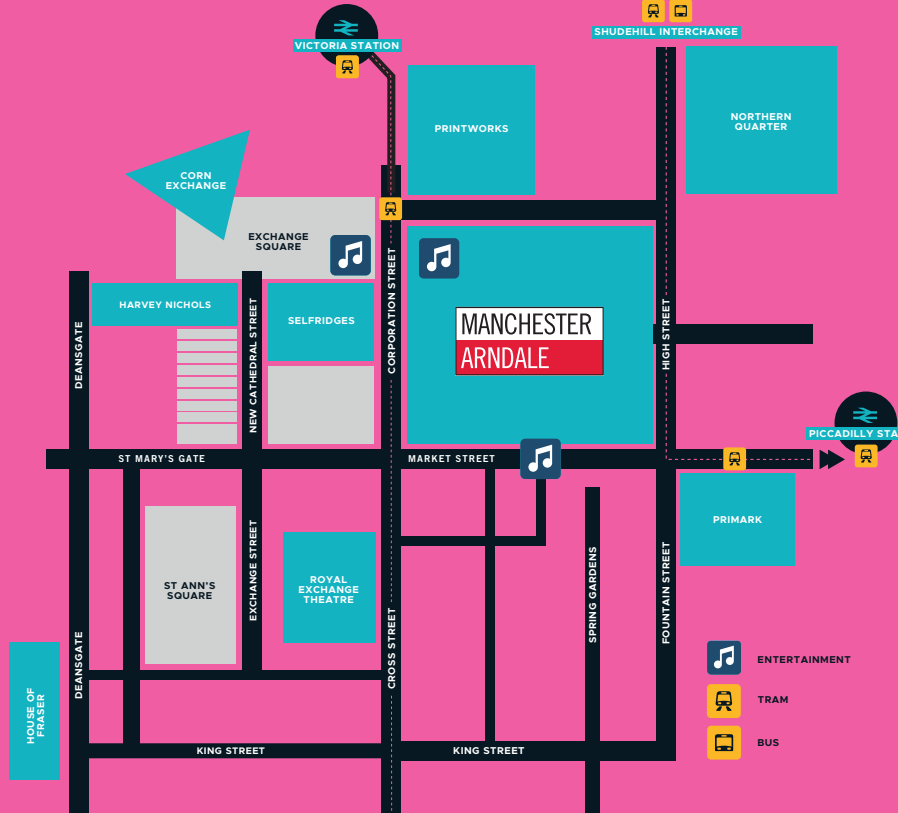 SHUDEHILL INTERCHANGE
VICTORIA STATION
PRINTWORKS
NORTHERN
QUARTER
CORN
EXCHANGE
EXCHANGE
SQUARE
HARVEY NICHOLS
SELFRIDGES
DEANSGATE
NEW CATHEDRAL STREET
CORPORATION STREET
MANCHESTER
ARNDALE
HIGH STREET
PICCADILLY STA
ST MARY'S GATE
MARKET STREET
PRIMARK
ST ANN'S
SQUARE
EXCHANGE STREET
ROYAL
EXCHANGE
THEATRE
CROSS STREET
SPRING GARDENS
FOUNTAIN STREET
DEANSGATE
HOUSE OF
FRASER
KING STREET
KING STREET
ENTERTAINMENT
TRAM
BUS